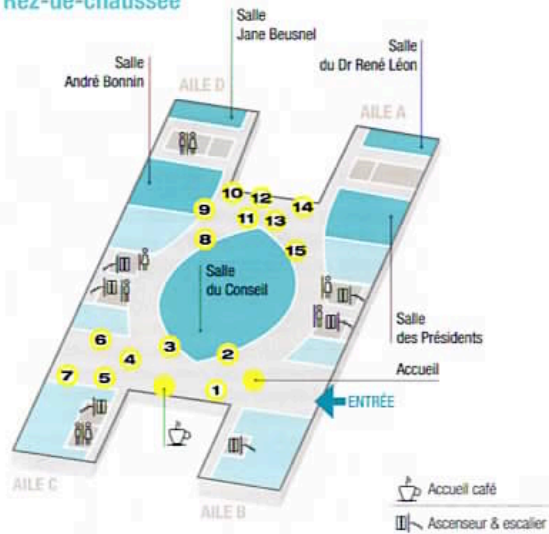 Rez-de-chaussée
Salle
Jane Beusnel
Salle
André Bonnin
Salle
du Dr René Léon
AILE D
AILE A
10
12
14
9
11
13
8
15
Salle
du Conseil
Salle
des Présidents
6
3
4
2
7
5
1
Accueil
ENTRÉE
AILE C
AILE B
Accueil café
Ascenseur & escalier